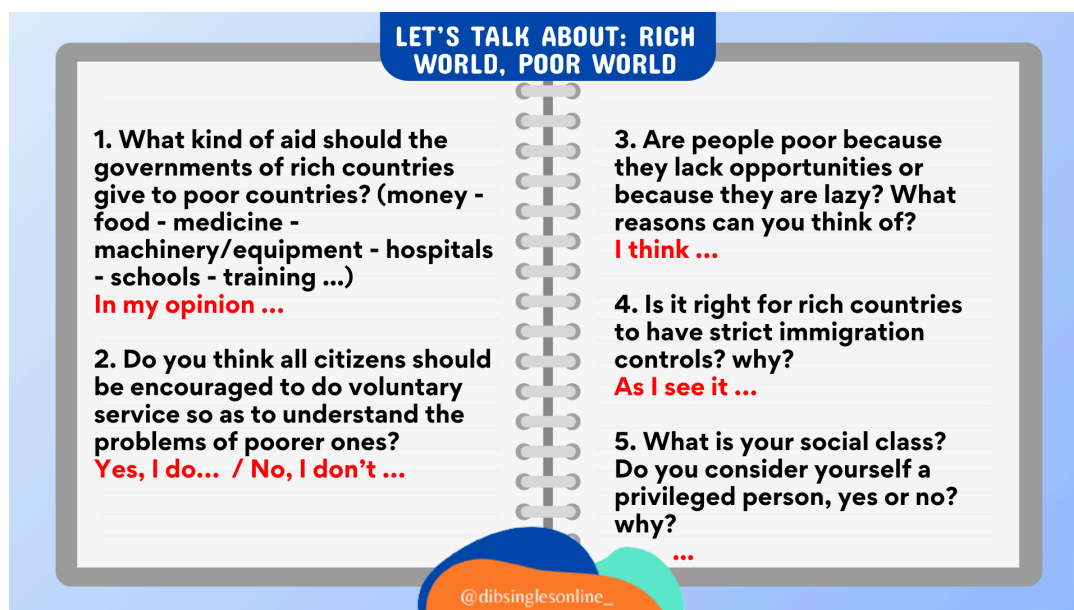 LET'S TALK ABOUT: RICH
WORLD, POOR WORLD
1. What kind of aid should the
governments of rich countries
give to poor countries? (money -
food - medicine -
machinery/equipment - hospitals
- schools - training ...)
In my opinion ...
2. Do you think all citizens should
be encouraged to do voluntary
service so as to understand the
problems of poorer ones?
Yes, I do... / No, I don't ...
3. Are people poor because
they lack opportunities or
because they are lazy? What
reasons can you think of?
I think ...
4. Is it right for rich countries
to have strict immigration
controls? why?
As I see it ...
5. What is your social class?
Do you consider yourself a
privileged person, yes or no?
why?
...
@dibsinglesonline_